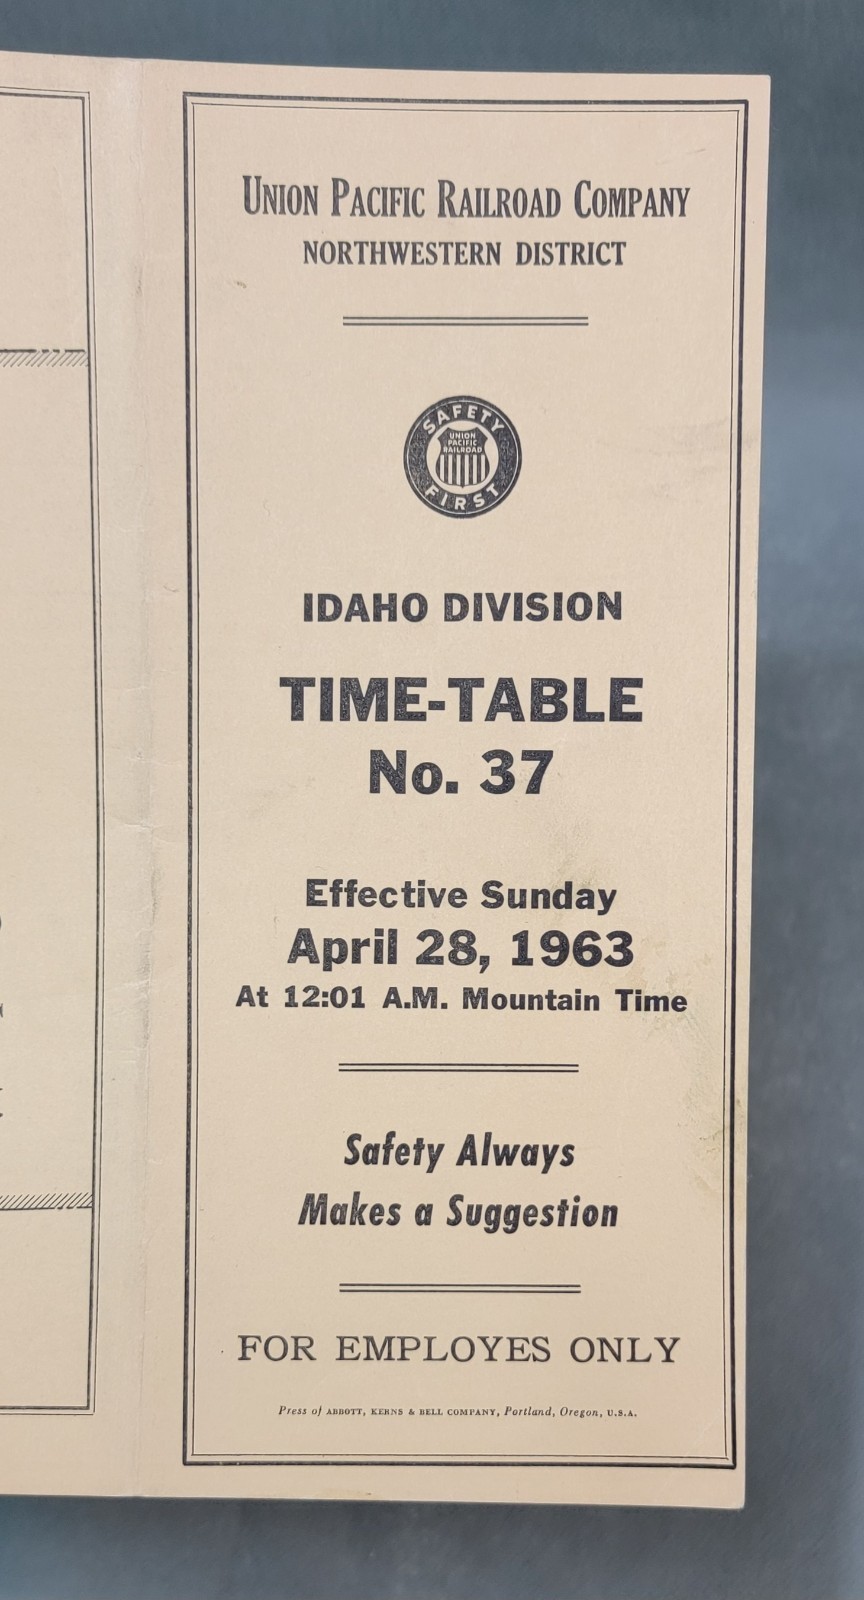 UNION PACIFIC RAILROAD COMPANY
NORTHWESTERN DISTRICT
SAFETY
UNION
PACIFIC
RAILROAD
FIRST
IDAHO DIVISION
TIME-TABLE
No. 37
Effective Sunday
April 28, 1963
At 12:01 A.M. Mountain Time
Safety Always
Makes a Suggestion
FOR EMPLOYES ONLY
Press of ABBOTT, KERNS & BELL COMPANY, Portland, Oregon, U.S.A.